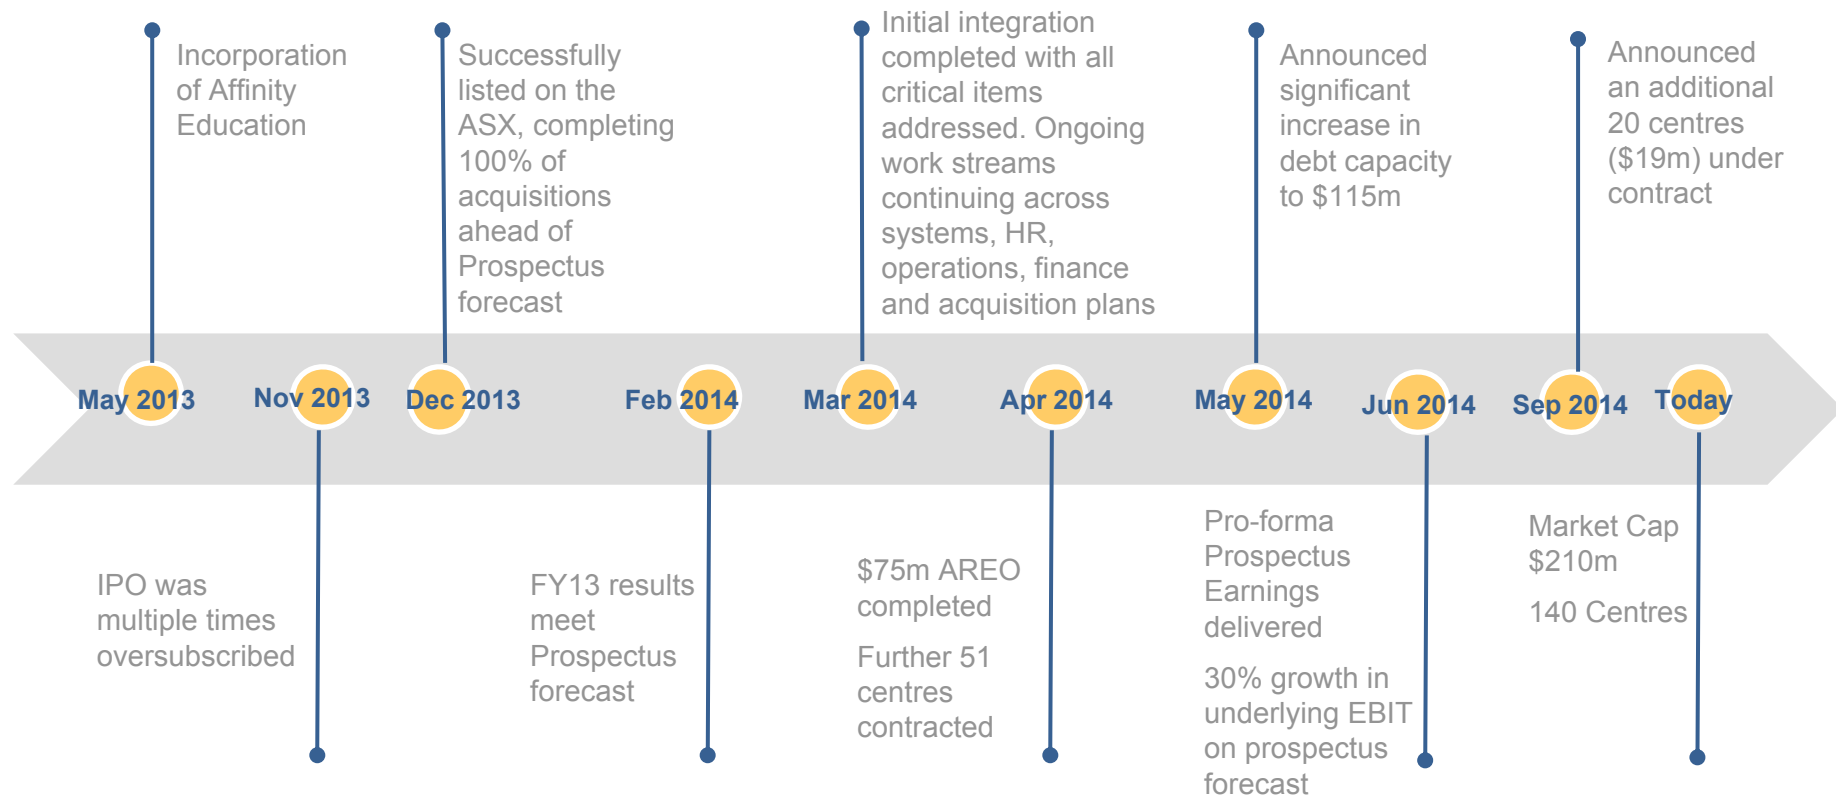 Incorporation
of Affinity
Education
Successfully
listed on the
ASX, completing
100% of
acquisitions
ahead of
Prospectus
forecast
Initial integration
completed with all
critical items
addressed. Ongoing
work streams
continuing across
systems, HR,
operations, finance
and acquisition plans
Announced
significant
increase in
debt capacity
to $115m
Announced
an additional
20 centres
($19m) under
contract
May 2013
Nov 2013
Dec 2013
Feb 2014
Mar 2014
Apr 2014
May 2014
Jun 2014
Sep 2014
Today
IPO was
multiple times
oversubscribed
FY13 results
meet
Prospectus
forecast
$75m AREO
completed
Further 51
centres
contracted
Pro-forma
Prospectus
Earnings
delivered
30% growth in
underlying EBIT
on prospectus
forecast
Market Cap
$210m
140 Centres